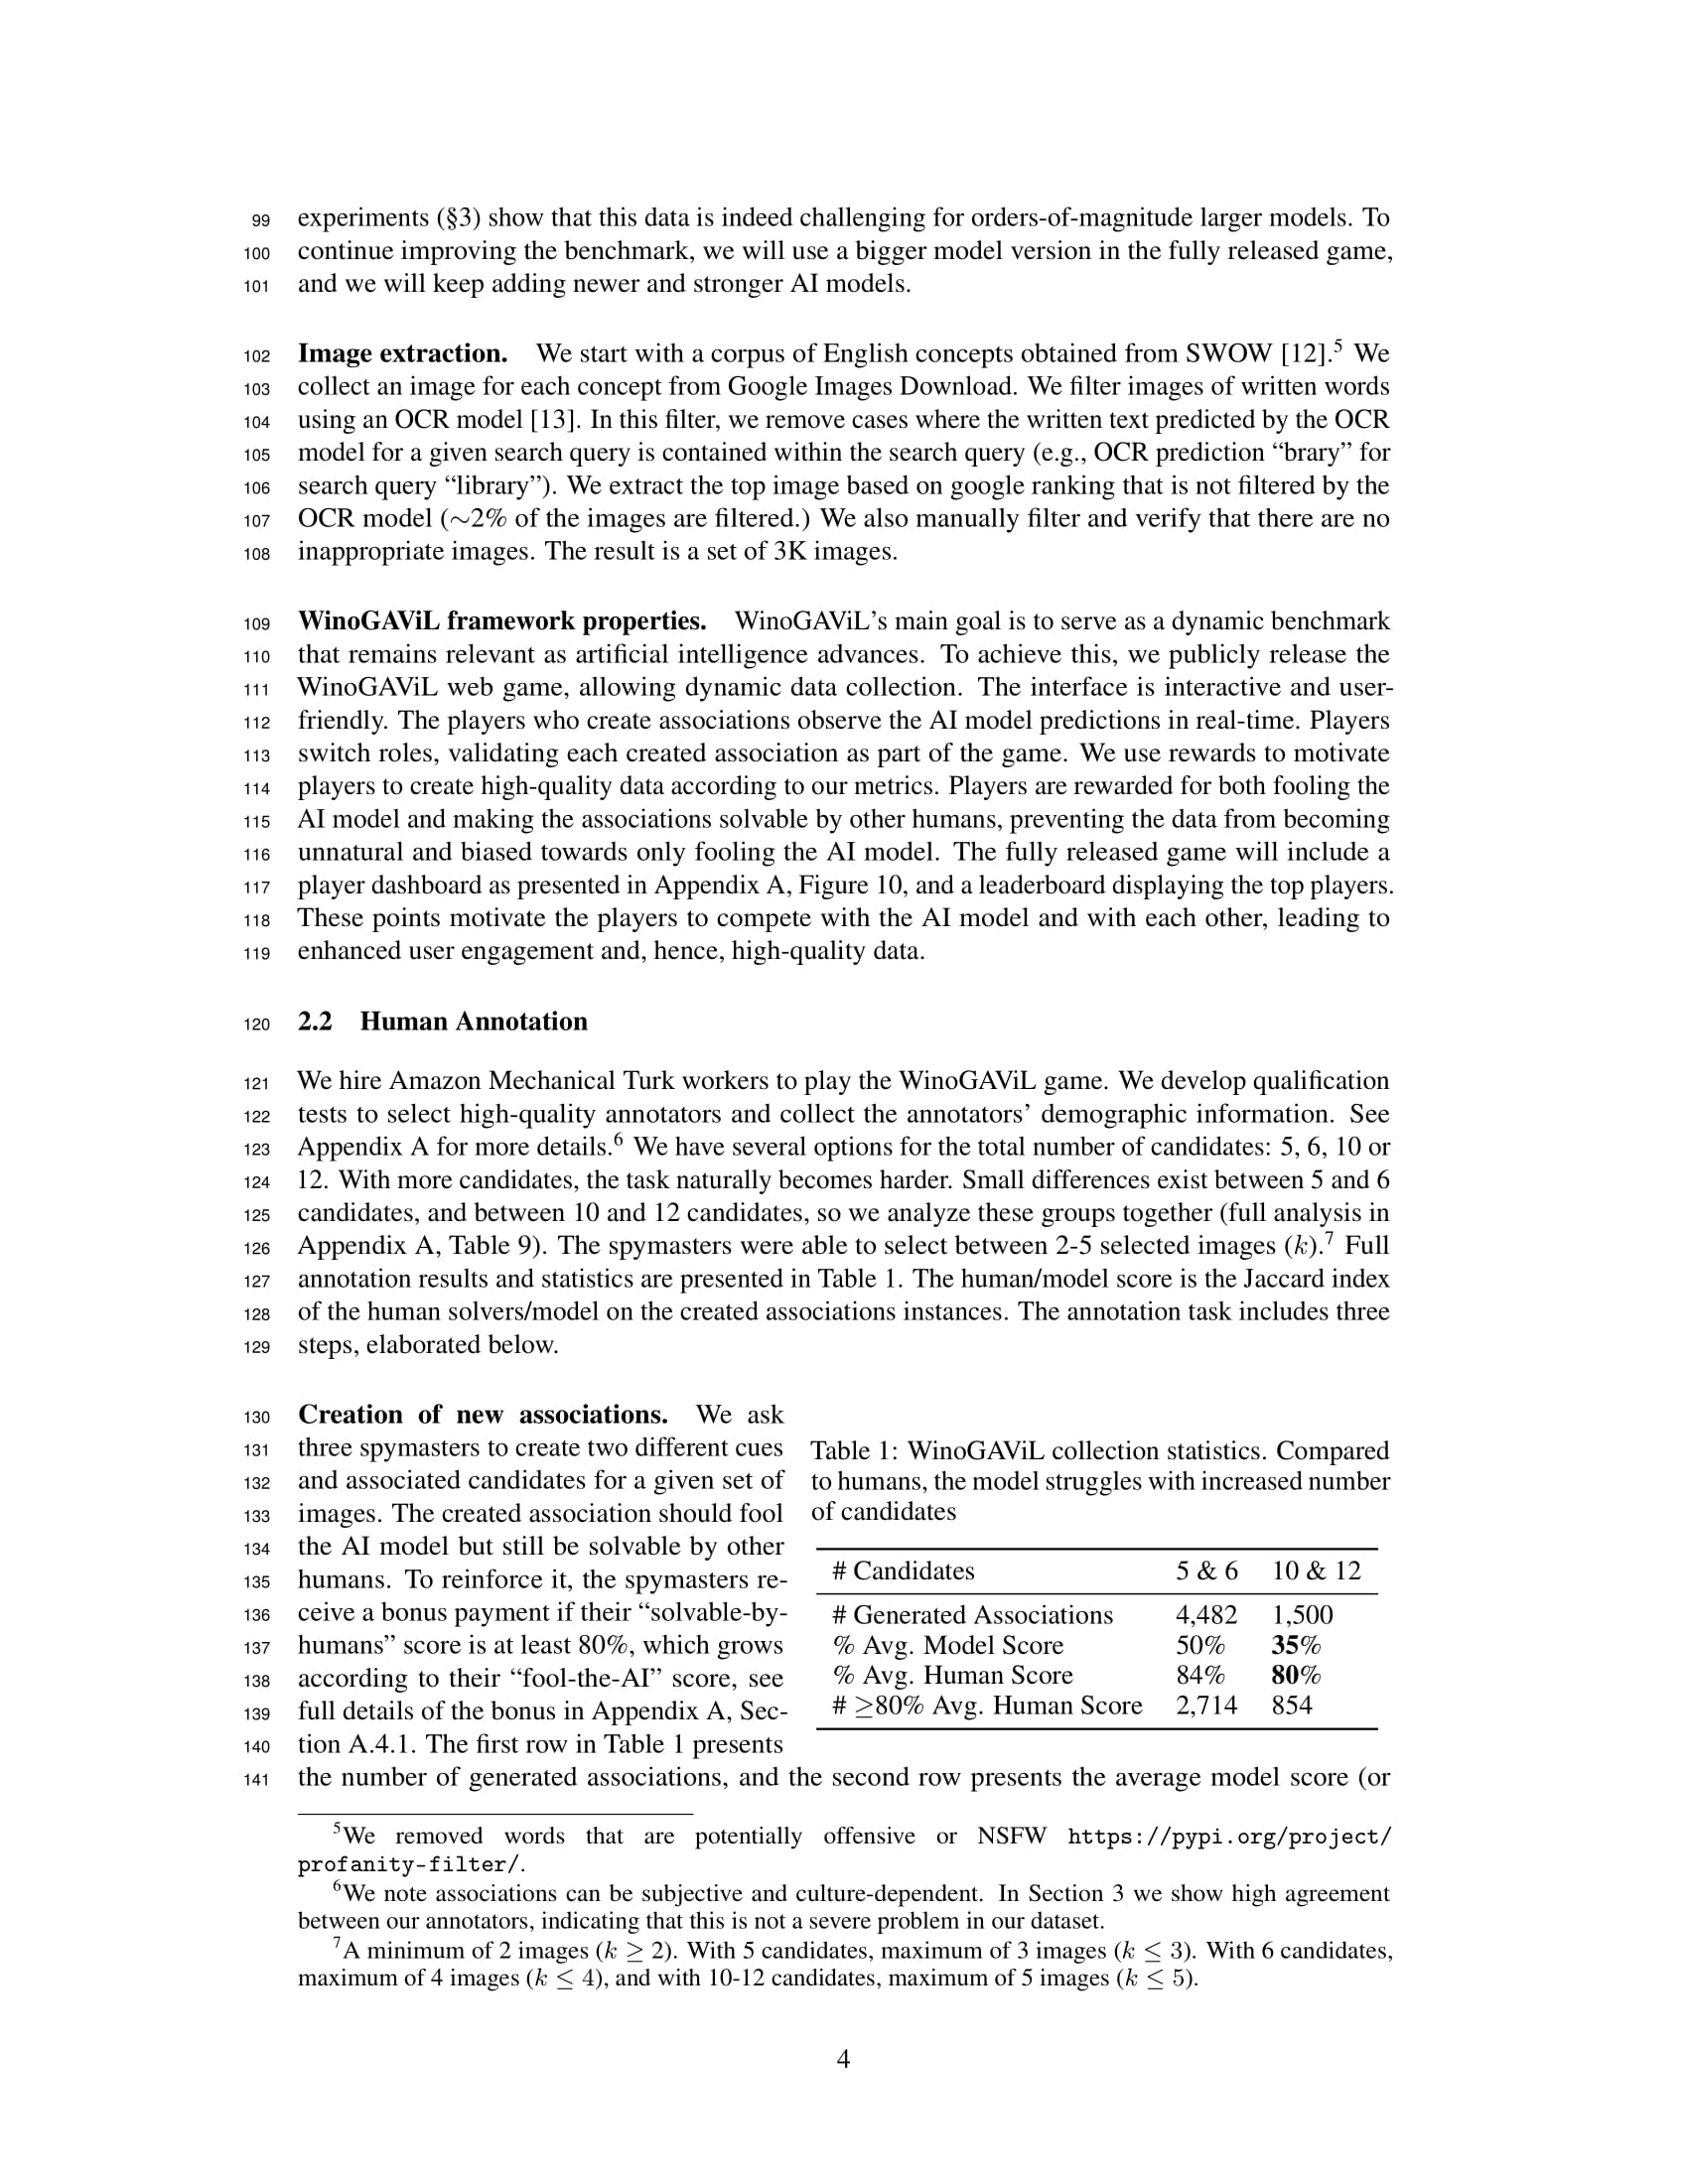 99 experiments (§3) show that this data is indeed challenging for orders-of-magnitude larger models. To
100 continue improving the benchmark, we will use a bigger model version in the fully released game,
101 and we will keep adding newer and stronger AI models.
102 Image extraction. We start with a corpus of English concepts obtained from SWOW [12].⁵ We
103 collect an image for each concept from Google Images Download. We filter images of written words
104 using an OCR model [13]. In this filter, we remove cases where the written text predicted by the OCR
105 model for a given search query is contained within the search query (e.g., OCR prediction “brary” for
106 search query “library”). We extract the top image based on google ranking that is not filtered by the
107 OCR model (∼2% of the images are filtered.) We also manually filter and verify that there are no
108 inappropriate images. The result is a set of 3K images.
109 WinoGAViL framework properties. WinoGAViL’s main goal is to serve as a dynamic benchmark
110 that remains relevant as artificial intelligence advances. To achieve this, we publicly release the
111 WinoGAViL web game, allowing dynamic data collection. The interface is interactive and user-
112 friendly. The players who create associations observe the AI model predictions in real-time. Players
113 switch roles, validating each created association as part of the game. We use rewards to motivate
114 players to create high-quality data according to our metrics. Players are rewarded for both fooling the
115 AI model and making the associations solvable by other humans, preventing the data from becoming
116 unnatural and biased towards only fooling the AI model. The fully released game will include a
117 player dashboard as presented in Appendix A, Figure 10, and a leaderboard displaying the top players.
118 These points motivate the players to compete with the AI model and with each other, leading to
119 enhanced user engagement and, hence, high-quality data.
120 2.2 Human Annotation
121 We hire Amazon Mechanical Turk workers to play the WinoGAViL game. We develop qualification
122 tests to select high-quality annotators and collect the annotators’ demographic information. See
123 Appendix A for more details.⁶ We have several options for the total number of candidates: 5, 6, 10 or
124 12. With more candidates, the task naturally becomes harder. Small differences exist between 5 and 6
125 candidates, and between 10 and 12 candidates, so we analyze these groups together (full analysis in
126 Appendix A, Table 9). The spymasters were able to select between 2-5 selected images (k).⁷ Full
127 annotation results and statistics are presented in Table 1. The human/model score is the Jaccard index
128 of the human solvers/model on the created associations instances. The annotation task includes three
129 steps, elaborated below.
130 Creation of new associations. We ask
131 three spymasters to create two different cues
132 and associated candidates for a given set of
133 images. The created association should fool
134 the AI model but still be solvable by other
135 humans. To reinforce it, the spymasters re-
136 ceive a bonus payment if their “solvable-by-
137 humans” score is at least 80%, which grows
138 according to their “fool-the-AI” score, see
139 full details of the bonus in Appendix A, Sec-
140 tion A.4.1. The first row in Table 1 presents
141 the number of generated associations, and the second row presents the average model score (or
Table 1: WinoGAViL collection statistics. Compared
to humans, the model struggles with increased number
of candidates
# Candidates 5 & 6 10 & 12
# Generated Associations 4,482 1,500
% Avg. Model Score 50% 35%
% Avg. Human Score 84% 80%
# ≥80% Avg. Human Score 2,714 854
⁵We removed words that are potentially offensive or NSFW https://pypi.org/project/
profanity-filter/.
⁶We note associations can be subjective and culture-dependent. In Section 3 we show high agreement
between our annotators, indicating that this is not a severe problem in our dataset.
⁷A minimum of 2 images (k ≥ 2). With 5 candidates, maximum of 3 images (k ≤ 3). With 6 candidates,
maximum of 4 images (k ≤ 4), and with 10-12 candidates, maximum of 5 images (k ≤ 5).
4